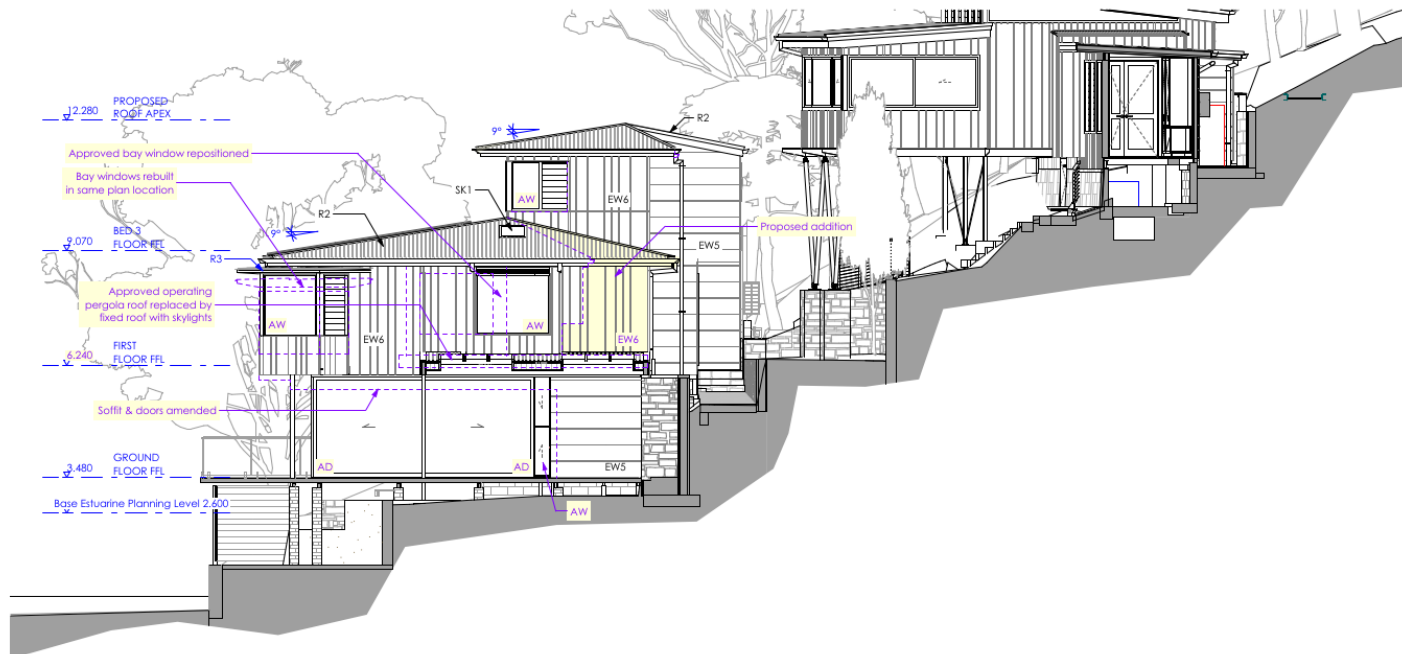 PROPOSED
12.280 ROOF APEX
R2
9°
Approved bay window repositioned
Bay windows rebuilt
in same plan location
SK1
AW
EW6
R2
Proposed addition
BED 3
9.070 FLOOR FFL
9°
EW5
R3
Approved operating
pergola roof replaced by
fixed roof with skylights
AW
AW
EW6
EW6
FIRST
6.240 FLOOR FFL
Soffit & doors amended
GROUND
3.480 FLOOR FFL
AD
AD
EW5
Base Estuarine Planning Level 2.600
AW